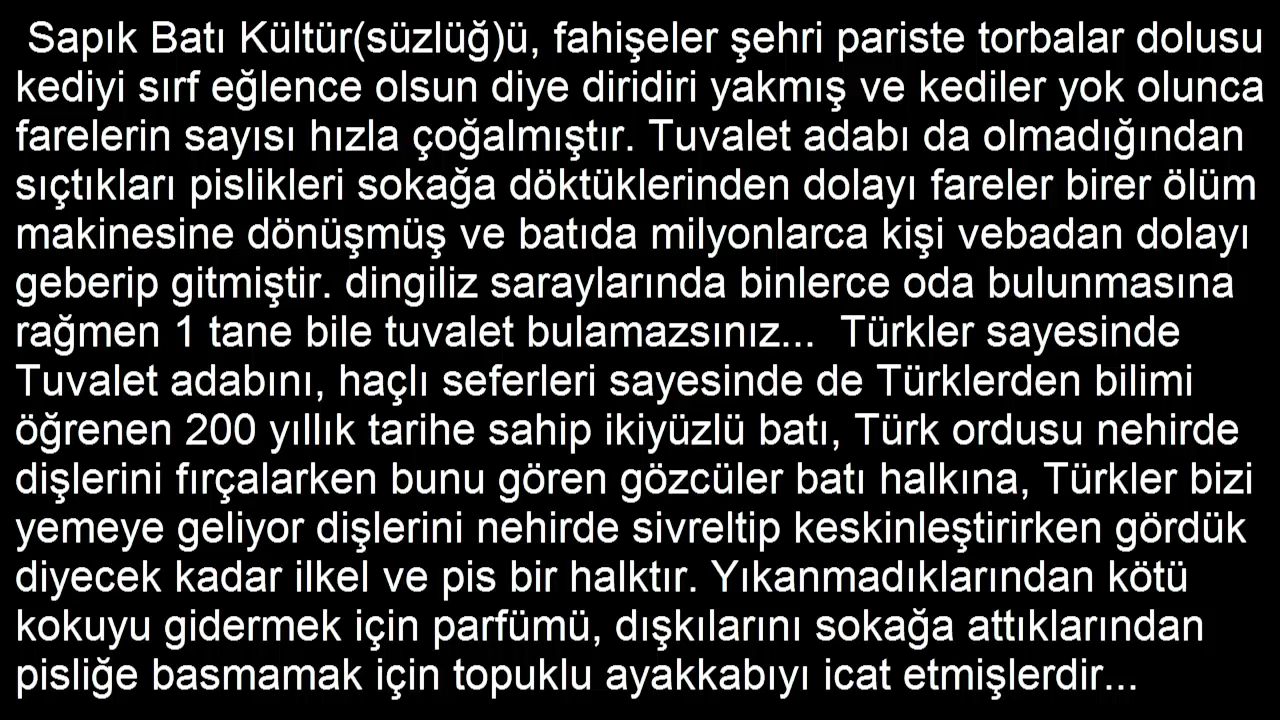 Sapık Batı Kültür(süzlüğ)ü, fahişeler şehri pariste torbalar dolusu
kediyi sırf eğlence olsun diye diridiri yakmış ve kediler yok olunca
farelerin sayısı hızla çoğalmıştır. Tuvalet adabı da olmadığından
sıçtıkları pislikleri sokağa döktüklerinden dolayı fareler birer ölüm
makinesine dönüşmüş ve batıda milyonlarca kişi vebadan dolayı
geberip gitmiştir. dingiliz saraylarında binlerce oda bulunmasına
rağmen 1 tane bile tuvalet bulamazsınız... Türkler sayesinde
Tuvalet adabını, haçlı seferleri sayesinde de Türklerden bilimi
öğrenen 200 yıllık tarihe sahip ikiyüzlü batı, Türk ordusu nehirde
dişlerini fırçalarken bunu gören gözcüler batı halkına, Türkler bizi
yemeye geliyor dişlerini nehirde sivreltip keskinleştirirken gördük
diyecek kadar ilkel ve pis bir halktır. Yıkanmadıklarından kötü
kokuyu gidermek için parfümü, dışkılarını sokağa attıklarından
pisliğe basmamak için topuklu ayakkabıyı icat etmişlerdir...